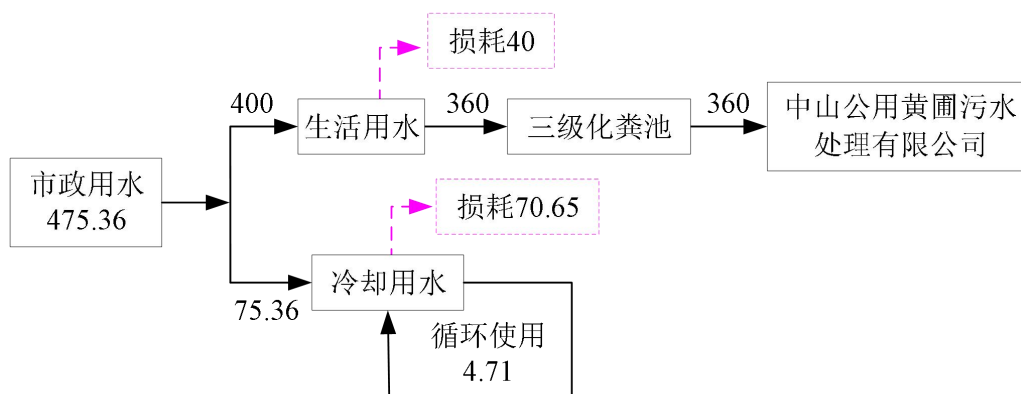 损耗40
400
生活用水
360
三级化粪池
360
中山公用黄圃污水
处理有限公司
市政用水
475.36
损耗70.65
75.36
冷却用水
循环使用
4.71